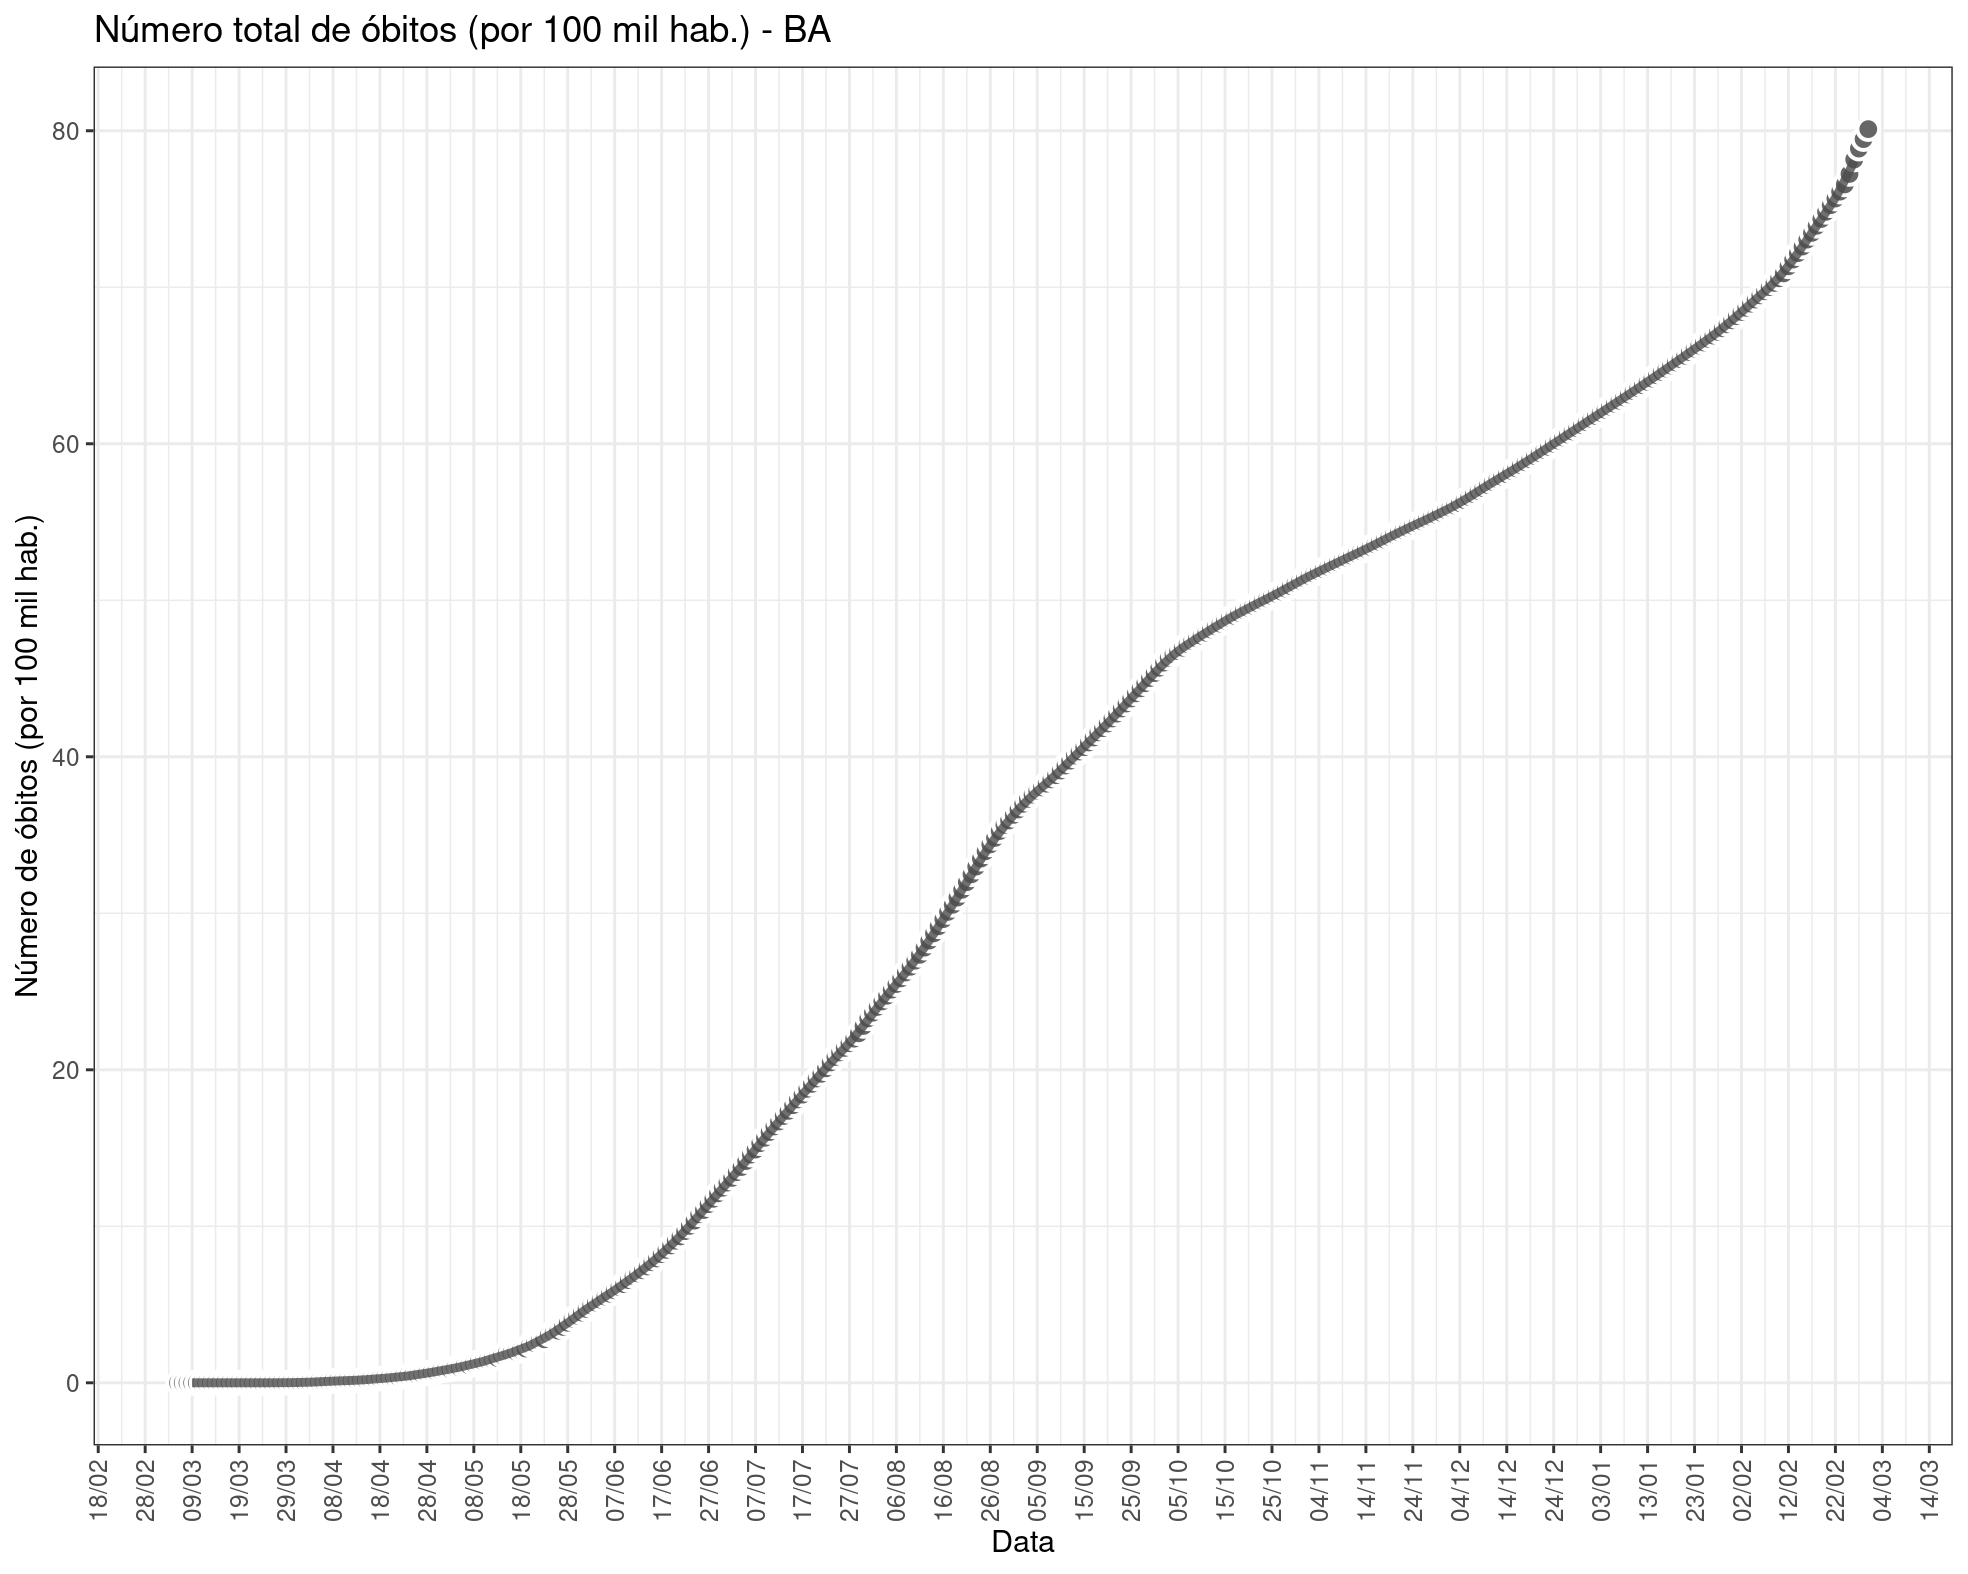 Número total de óbitos (por 100 mil hab.) - BA
Número de óbitos (por 100 mil hab.)
80
60
40
20
0
18/02 28/02 09/03 19/03 29/03 08/04 18/04 28/04 08/05 18/05 28/05 07/06 17/06 27/06 07/07 17/07 27/07 06/08 16/08 26/08 05/09 15/09 25/09 05/10 15/10 25/10 04/11 14/11 24/11 04/12 14/12 24/12 03/01 13/01 23/01 02/02 12/02 22/02 04/03 14/03
Data